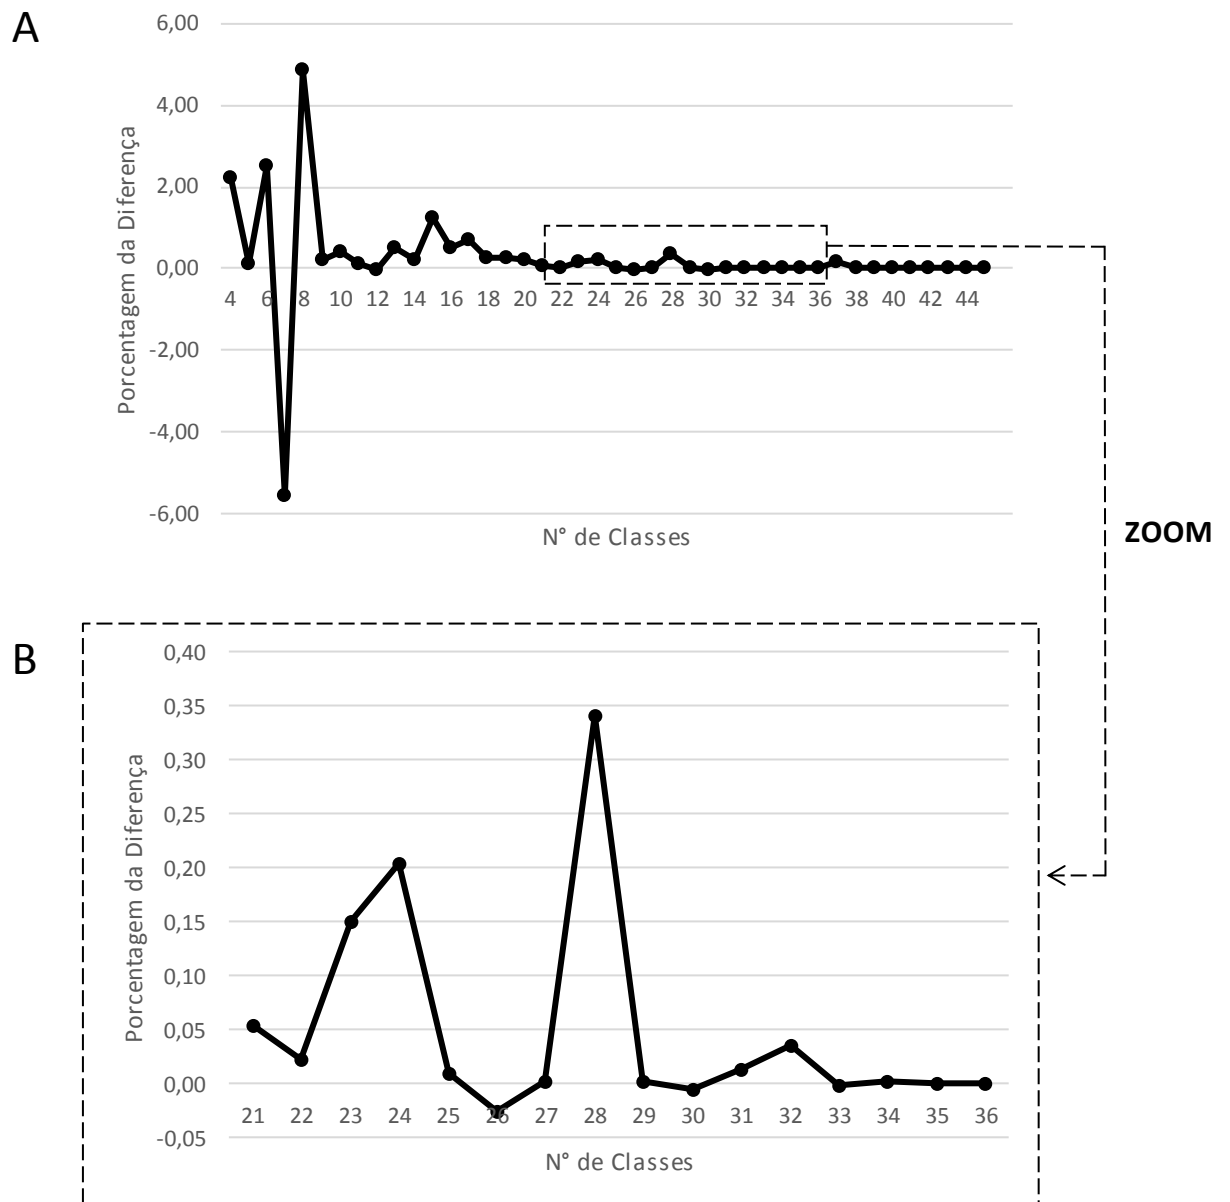 A
6,00
4,00
2,00
0,00
4 6 8 10 12 14 16 18 20 22 24 26 28 30 32 34 36 38 40 42 44
-2,00
-4,00
-6,00
Porcentagem da Diferença
N° de Classes
ZOOM
B
0,40
0,35
0,30
0,25
0,20
0,15
0,10
0,05
0,00
21 22 23 24 25 26 27 28 29 30 31 32 33 34 35 36
-0,05
Porcentagem da Diferença
N° de Classes